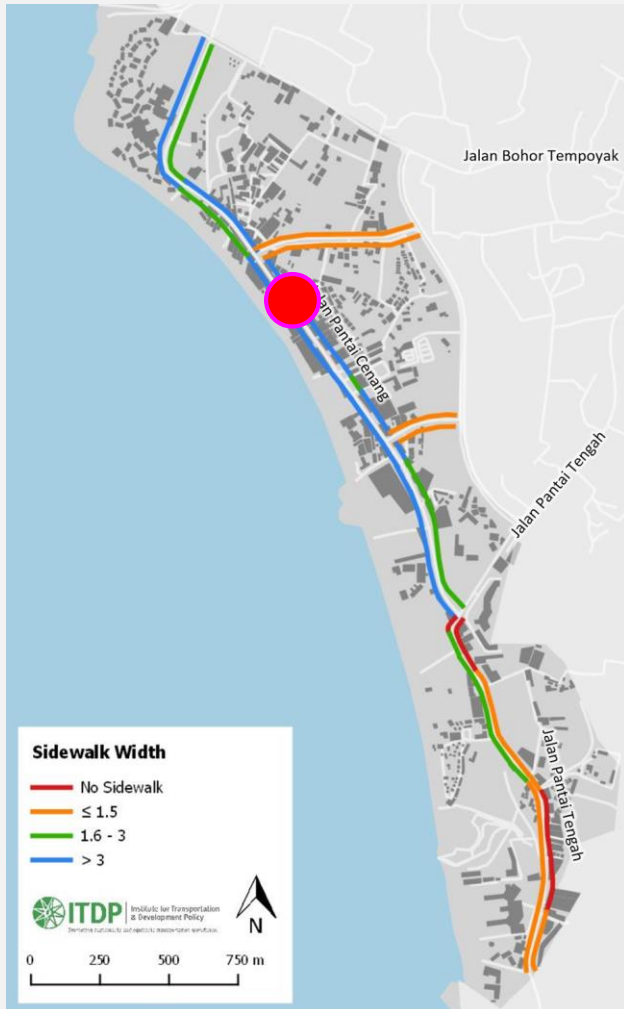 Jalan Bohor Tempoyak
Jalan Pantai Cenang
Jalan Pantai Tengah
Jalan Pantai Tengah
Sidewalk Width
No Sidewalk
≤ 1.5
1.6 - 3
> 3
ITDP
Institute for Transportation
& Development Policy
N
0 250 500 750 m